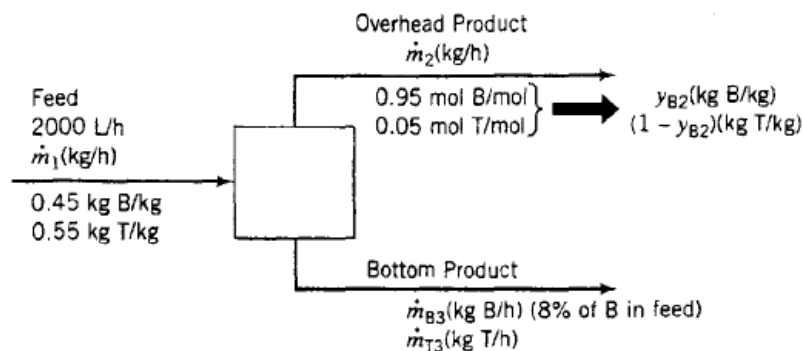 Overhead Product
ṁ2(kg/h)
Feed
2000 L/h
ṁ1(kg/h)
0.45 kg B/kg
0.55 kg T/kg
0.95 mol B/mol
0.05 mol T/mol
yB2(kg B/kg)
(1 − yB2)(kg T/kg)
Bottom Product
ṁB3(kg B/h) (8% of B in feed)
ṁT3(kg T/h)